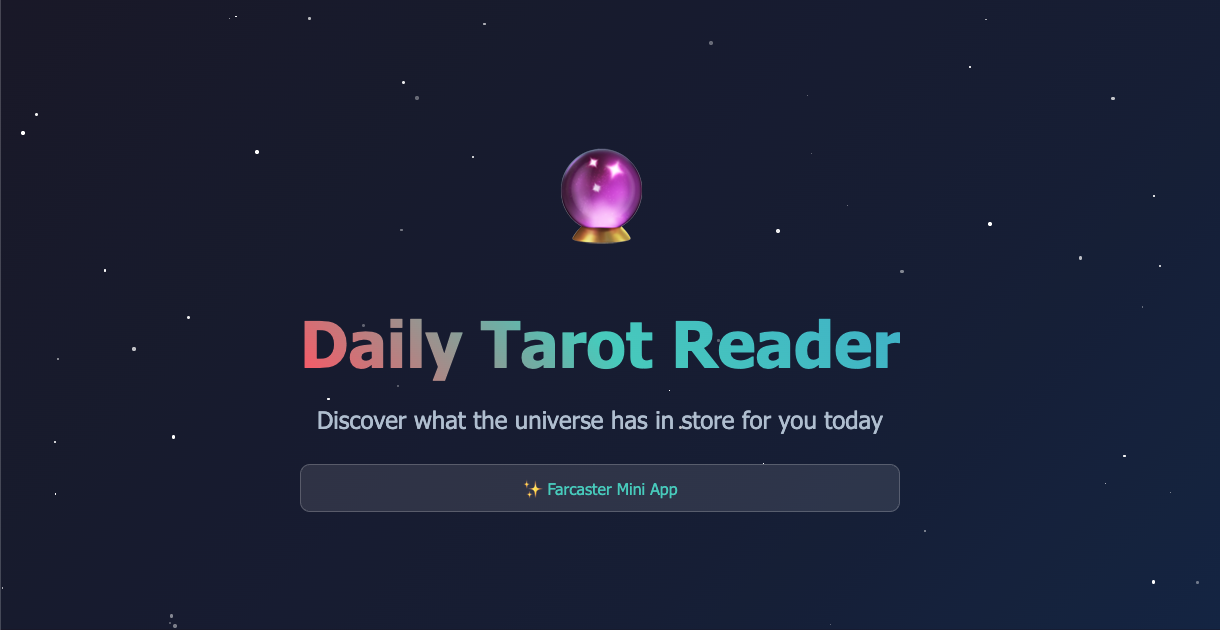 Daily Tarot Reader
Discover what the universe has in store for you today
✨ Farcaster Mini App